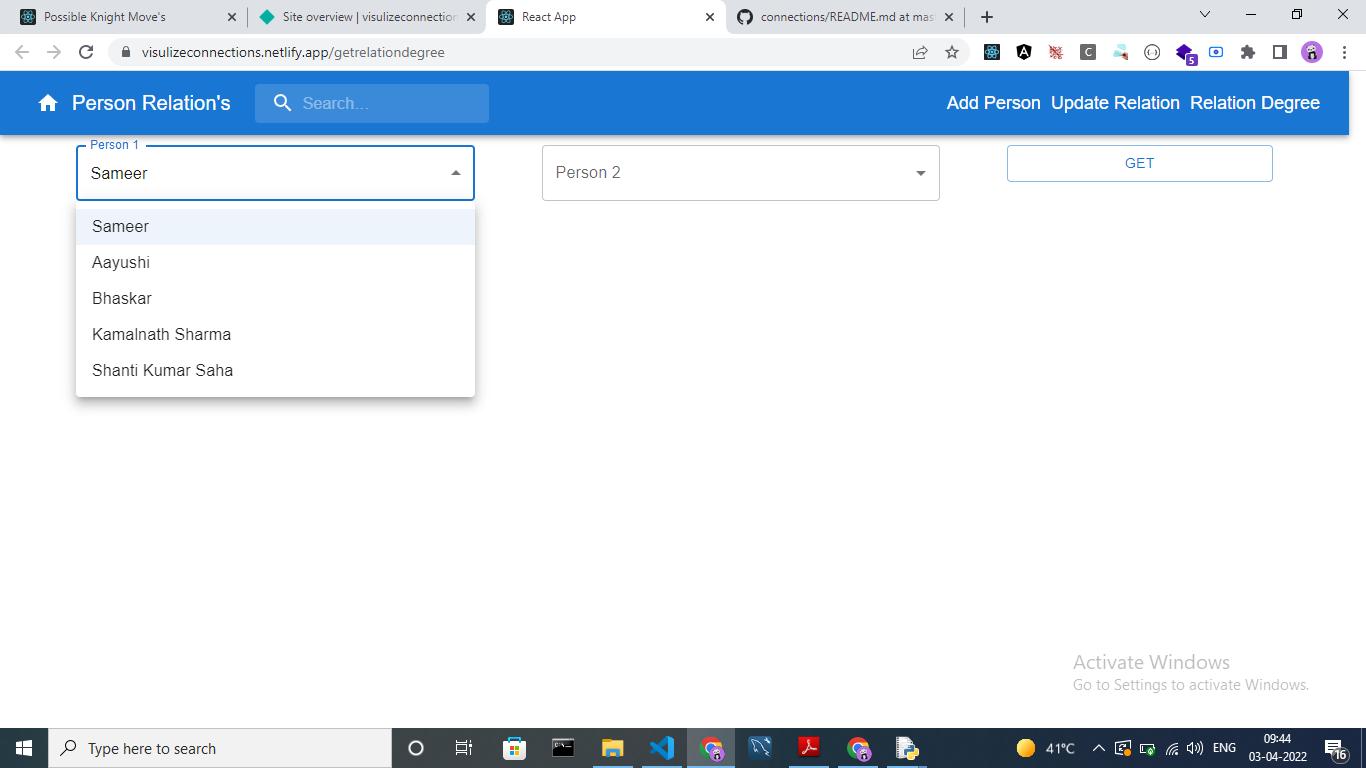 Possible Knight Move's
Site overview | visulizeconnection
React App
connections/README.md at mas
visulizeconnections.netlify.app/getrelationdegree
5
Person Relation's
Search...
Add Person Update Relation Relation Degree
Person 1
Sameer
Person 2
GET
Sameer
Aayushi
Bhaskar
Kamalnath Sharma
Shanti Kumar Saha
Activate Windows
Go to Settings to activate Windows.
Type here to search
41°C
ENG
09:44
03-04-2022
16